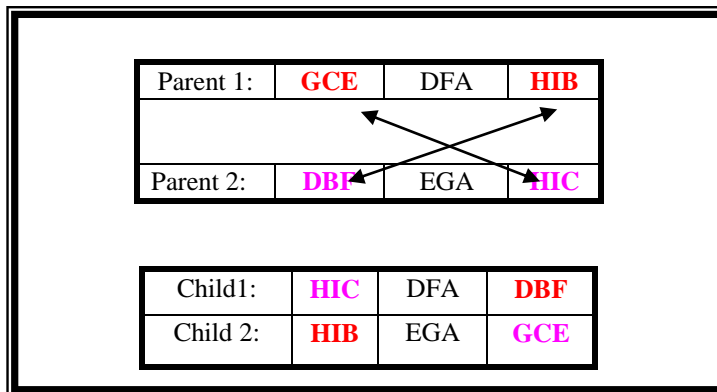 Parent 1: GCE DFA HIB
Parent 2: DBF EGA HIC
Child1: HIC DFA DBF
Child 2: HIB EGA GCE